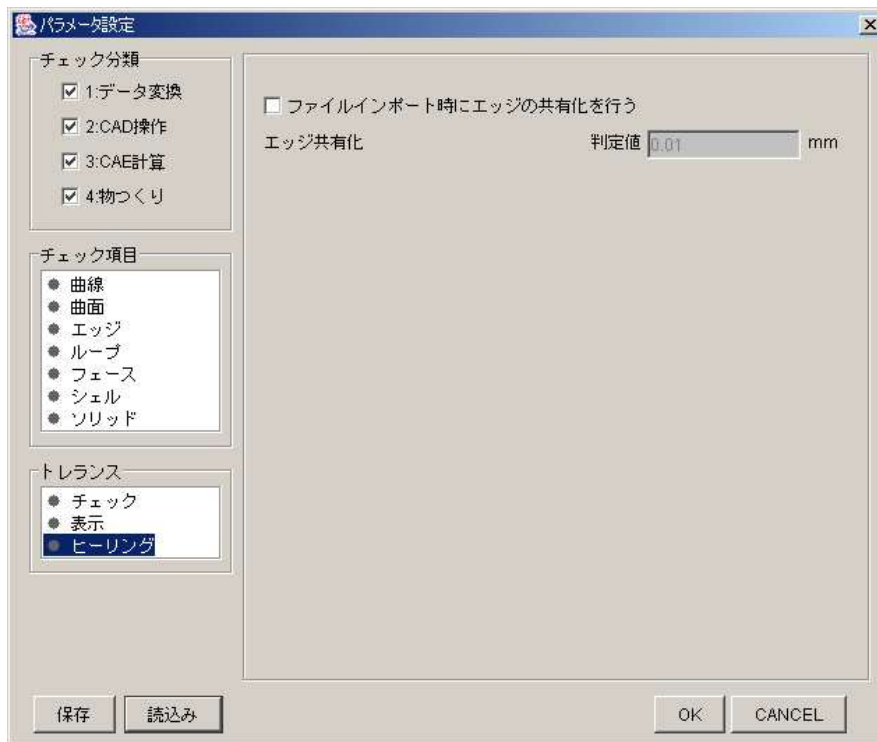 パラメータ設定
チェック分類
1:データ変換
2:CAD操作
3:CAE計算
4:物つくり
チェック項目
曲線
曲面
エッジ
ループ
フェース
シェル
ソリッド
トレランス
チェック
表示
ヒーリング
ファイルインポート時にエッジの共有化を行う
エッジ共有化 判定値 0.01 mm
保存 読込み OK CANCEL